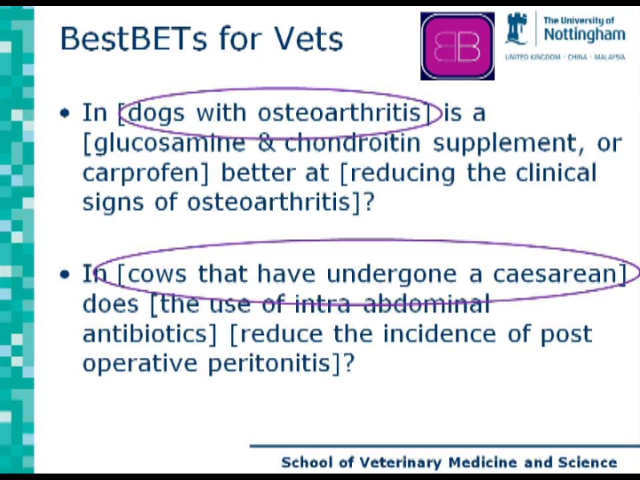 BestBETs for Vets
The University of
Nottingham
UNITED KINGDOM · CHINA · MALAYSIA
• In [dogs with osteoarthritis] is a
[glucosamine & chondroitin supplement, or
carprofen] better at [reducing the clinical
signs of osteoarthritis]?
• In [cows that have undergone a caesarean]
does [the use of intra-abdominal
antibiotics] [reduce the incidence of post
operative peritonitis]?
School of Veterinary Medicine and Science